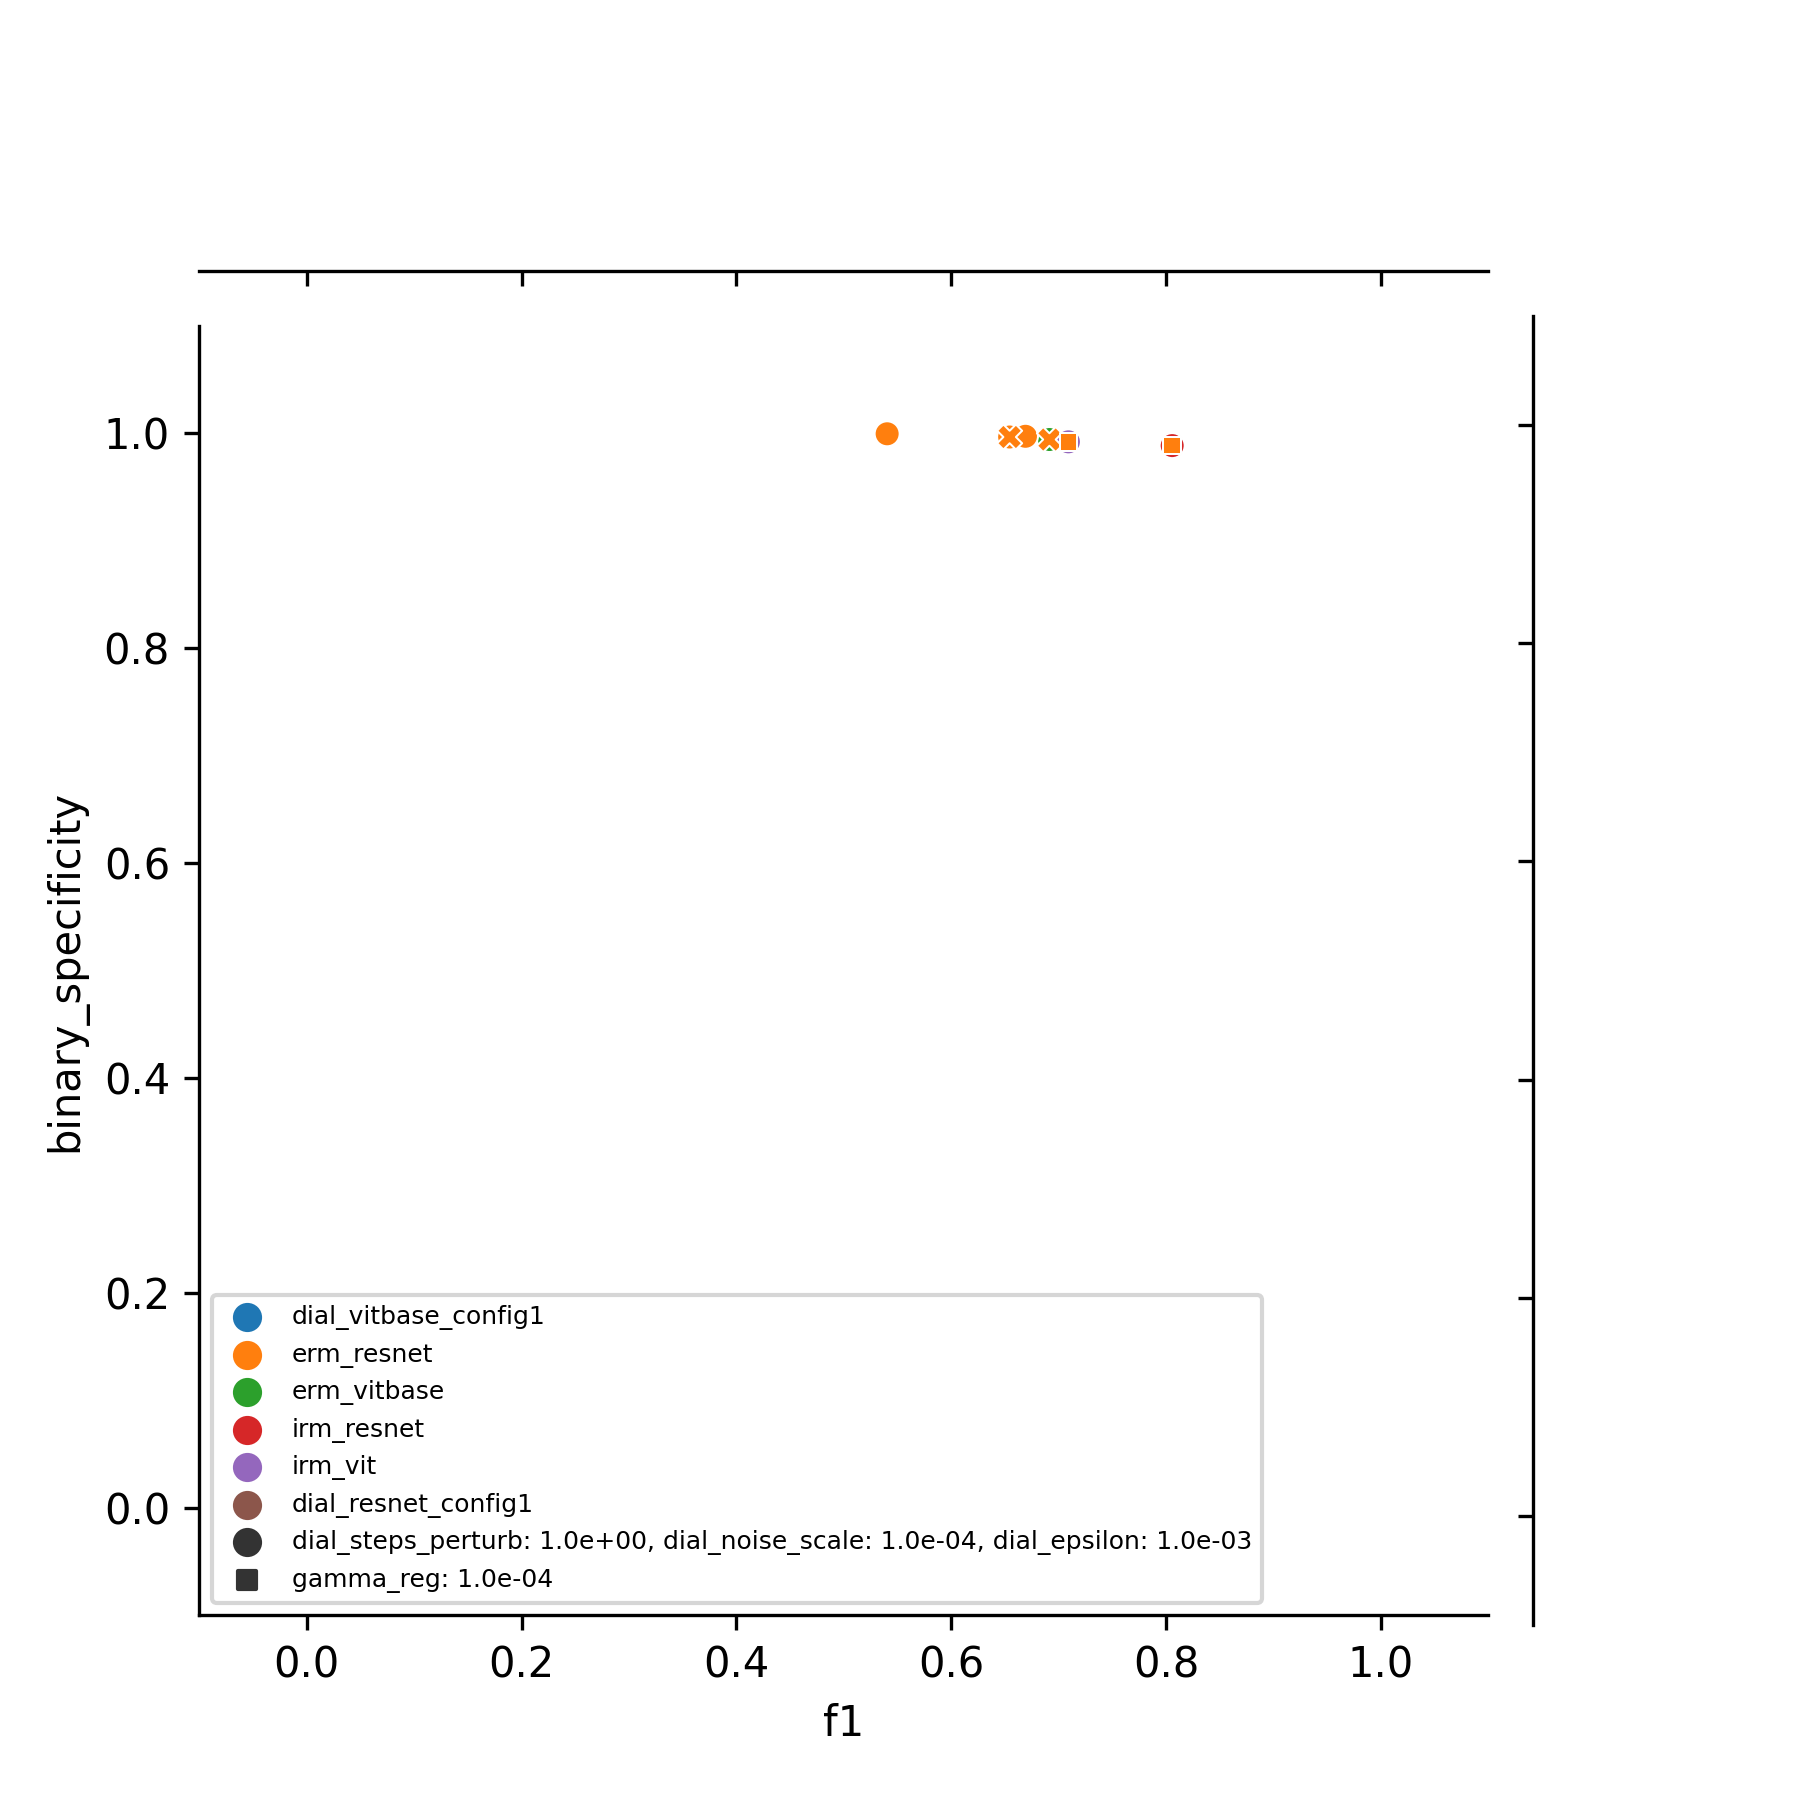 1.0
0.8
0.6
0.4
0.2
0.0
binary_specificity
dial_vitbase_config1
erm_resnet
erm_vitbase
irm_resnet
irm_vit
dial_resnet_config1
dial_steps_perturb: 1.0e+00, dial_noise_scale: 1.0e-04, dial_epsilon: 1.0e-03
gamma_reg: 1.0e-04
0.0 0.2 0.4 0.6 0.8 1.0
f1